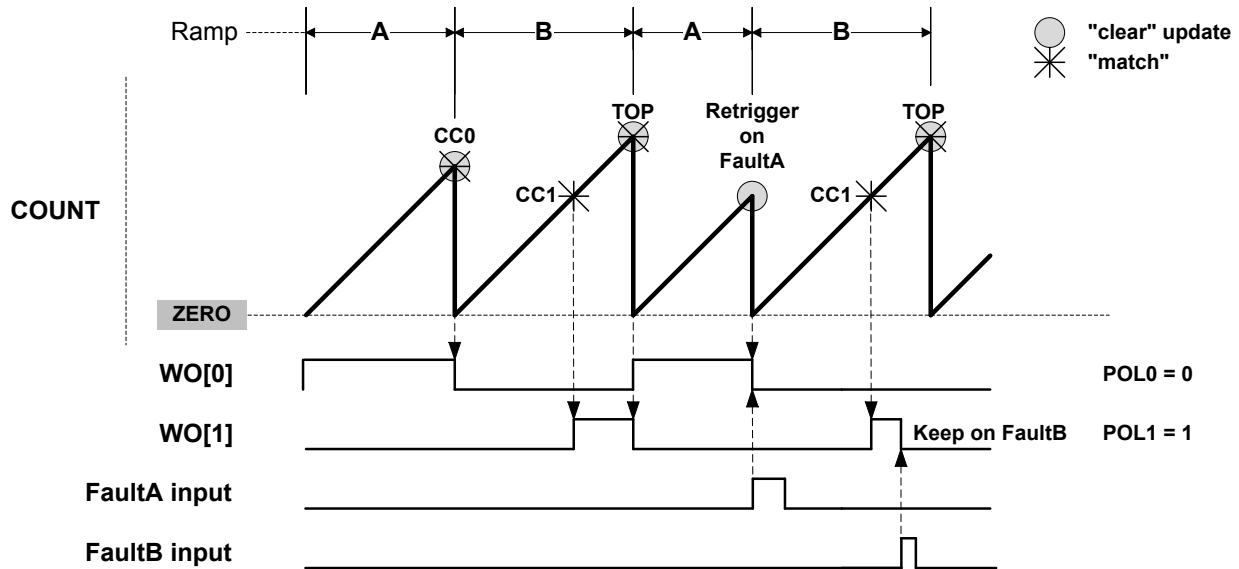 Ramp A B A B
"clear" update
"match"
CC0
TOP
Retrigger
on
FaultA
TOP
CC1
CC1
COUNT
ZERO
WO[0]
POL0 = 0
WO[1]
Keep on FaultB
POL1 = 1
FaultA input
FaultB input